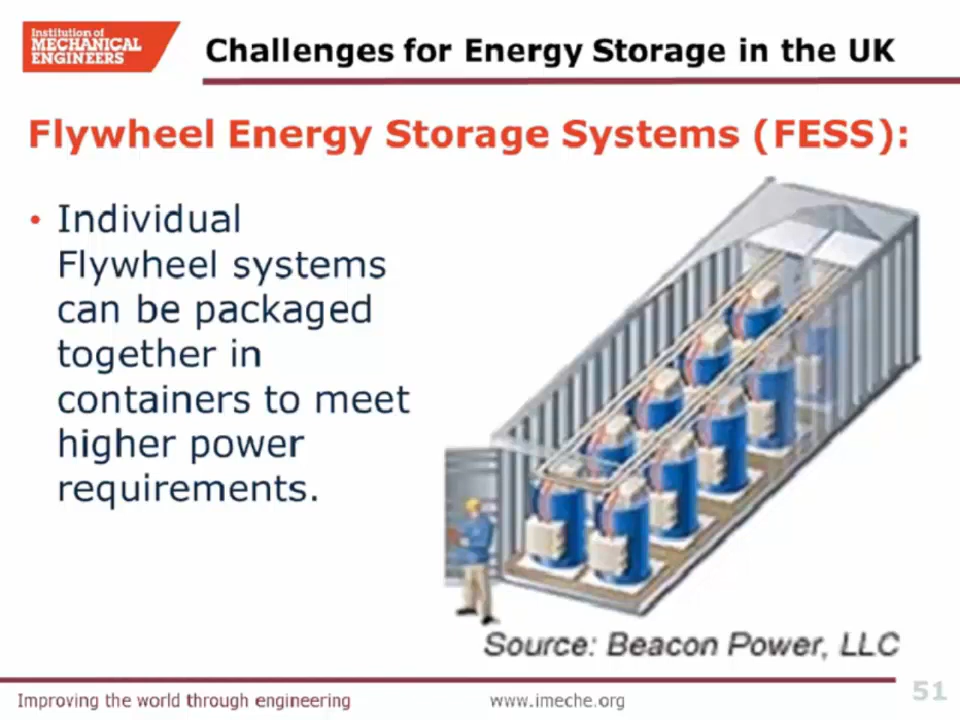 Institution of
MECHANICAL
ENGINEERS
Challenges for Energy Storage in the UK
Flywheel Energy Storage Systems (FESS):
• Individual
Flywheel systems
can be packaged
together in
containers to meet
higher power
requirements.
Source: Beacon Power, LLC
Improving the world through engineering
www.imeche.org
51